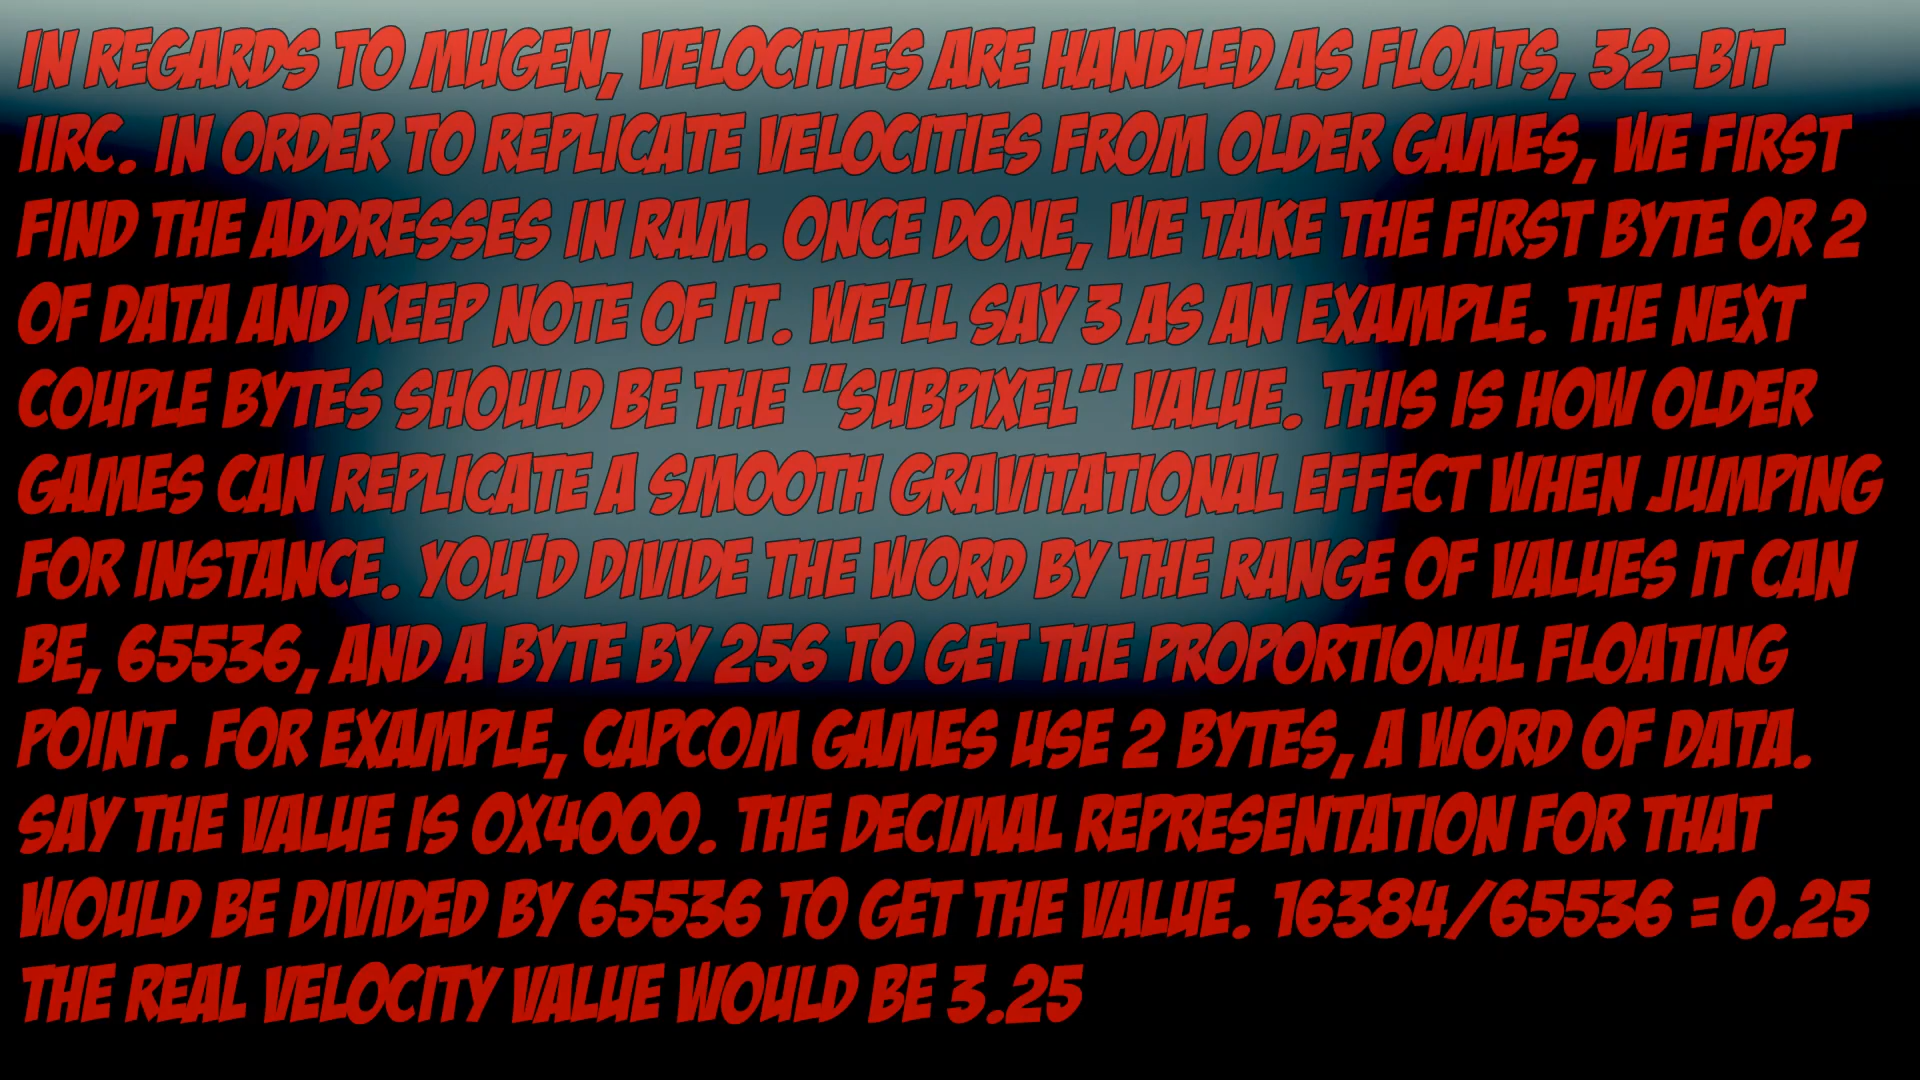 IN REGARDS TO MUGEN, VELOCITIES ARE HANDLED AS FLOATS, 32-BIT
IIRC. IN ORDER TO REPLICATE VELOCITIES FROM OLDER GAMES, WE FIRST
FIND THE ADDRESSES IN RAM. ONCE DONE, WE TAKE THE FIRST BYTE OR 2
OF DATA AND KEEP NOTE OF IT. WE'LL SAY 3 AS AN EXAMPLE. THE NEXT
COUPLE BYTES SHOULD BE THE "SUBPIXEL" VALUE. THIS IS HOW OLDER
GAMES CAN REPLICATE A SMOOTH GRAVITATIONAL EFFECT WHEN JUMPING
FOR INSTANCE. YOU'D DIVIDE THE WORD BY THE RANGE OF VALUES IT CAN
BE, 65536, AND A BYTE BY 256 TO GET THE PROPORTIONAL FLOATING
POINT. FOR EXAMPLE, CAPCOM GAMES USE 2 BYTES, A WORD OF DATA.
SAY THE VALUE IS 0X4000. THE DECIMAL REPRESENTATION FOR THAT
WOULD BE DIVIDED BY 65536 TO GET THE VALUE. 16384/65536 = 0.25
THE REAL VELOCITY VALUE WOULD BE 3.25